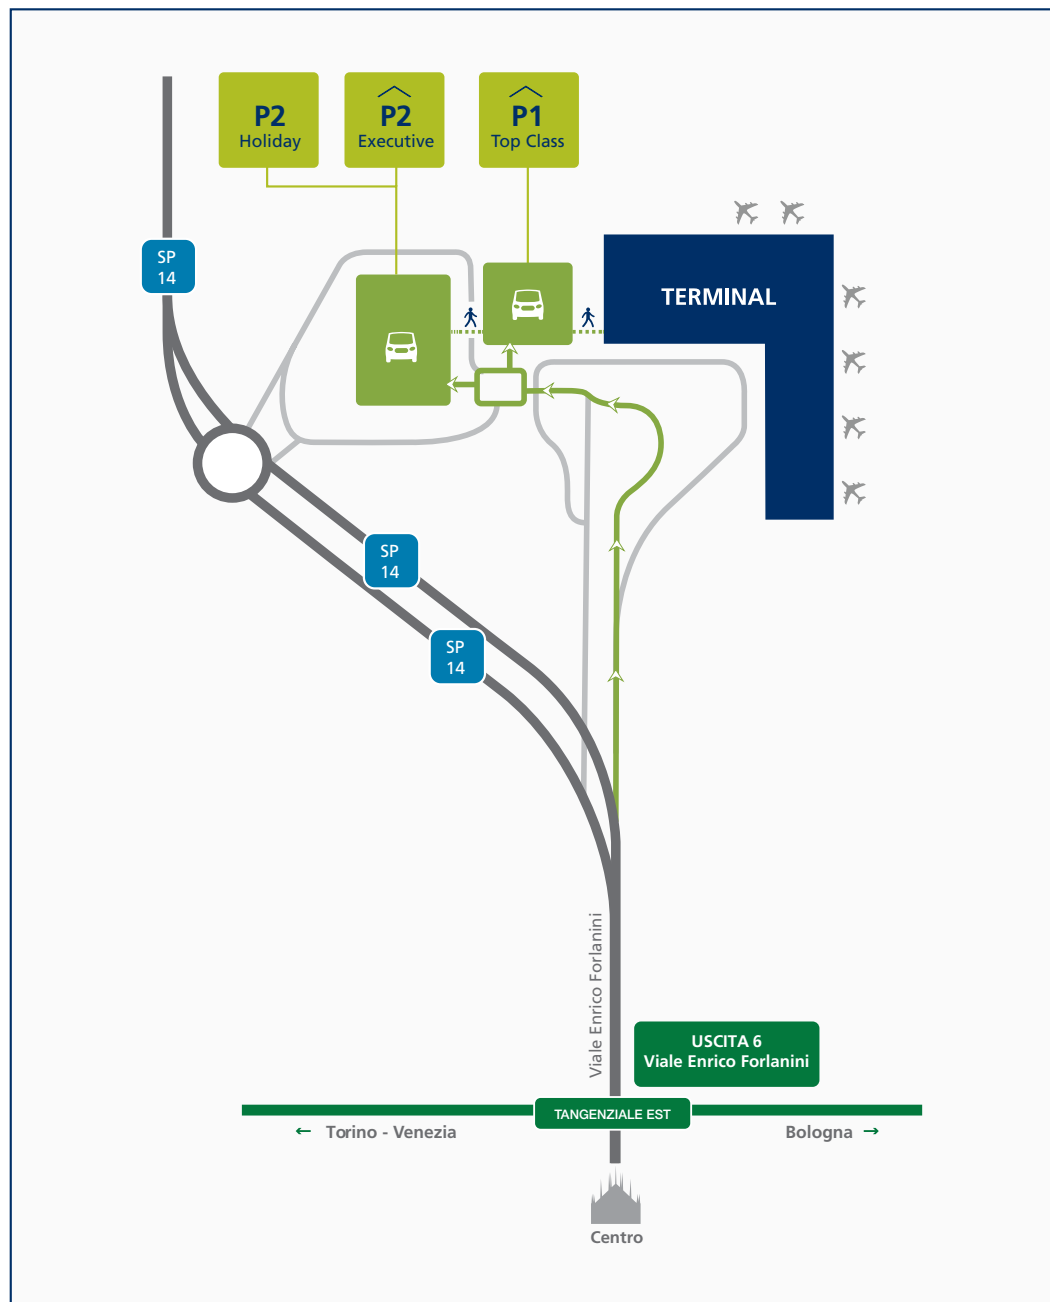 P2
Holiday
P2
Executive
P1
Top Class
SP
14
TERMINAL
SP
14
SP
14
Viale Enrico Forlanini
USCITA 6
Viale Enrico Forlanini
TANGENZIALE EST
← Torino - Venezia
Bologna →
Centro